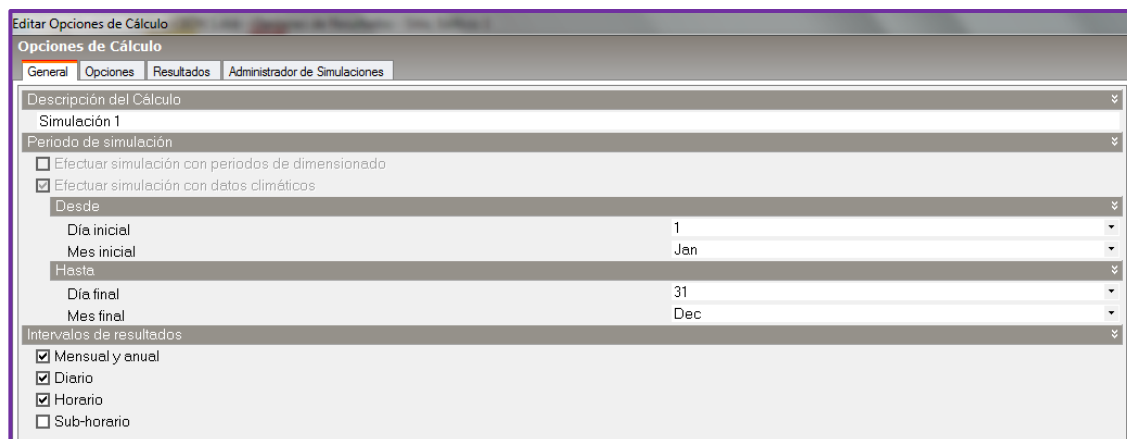 Editar Opciones de Cálculo
Opciones de Cálculo
General Opciones Resultados Administrador de Simulaciones
Descripción del Cálculo
Simulación 1
Periodo de simulación
Efectuar simulación con periodos de dimensionado
Efectuar simulación con datos climáticos
Desde
Día inicial 1
Mes inicial Jan
Hasta
Día final 31
Mes final Dec
Intervalos de resultados
Mensual y anual
Diario
Horario
Sub-horario